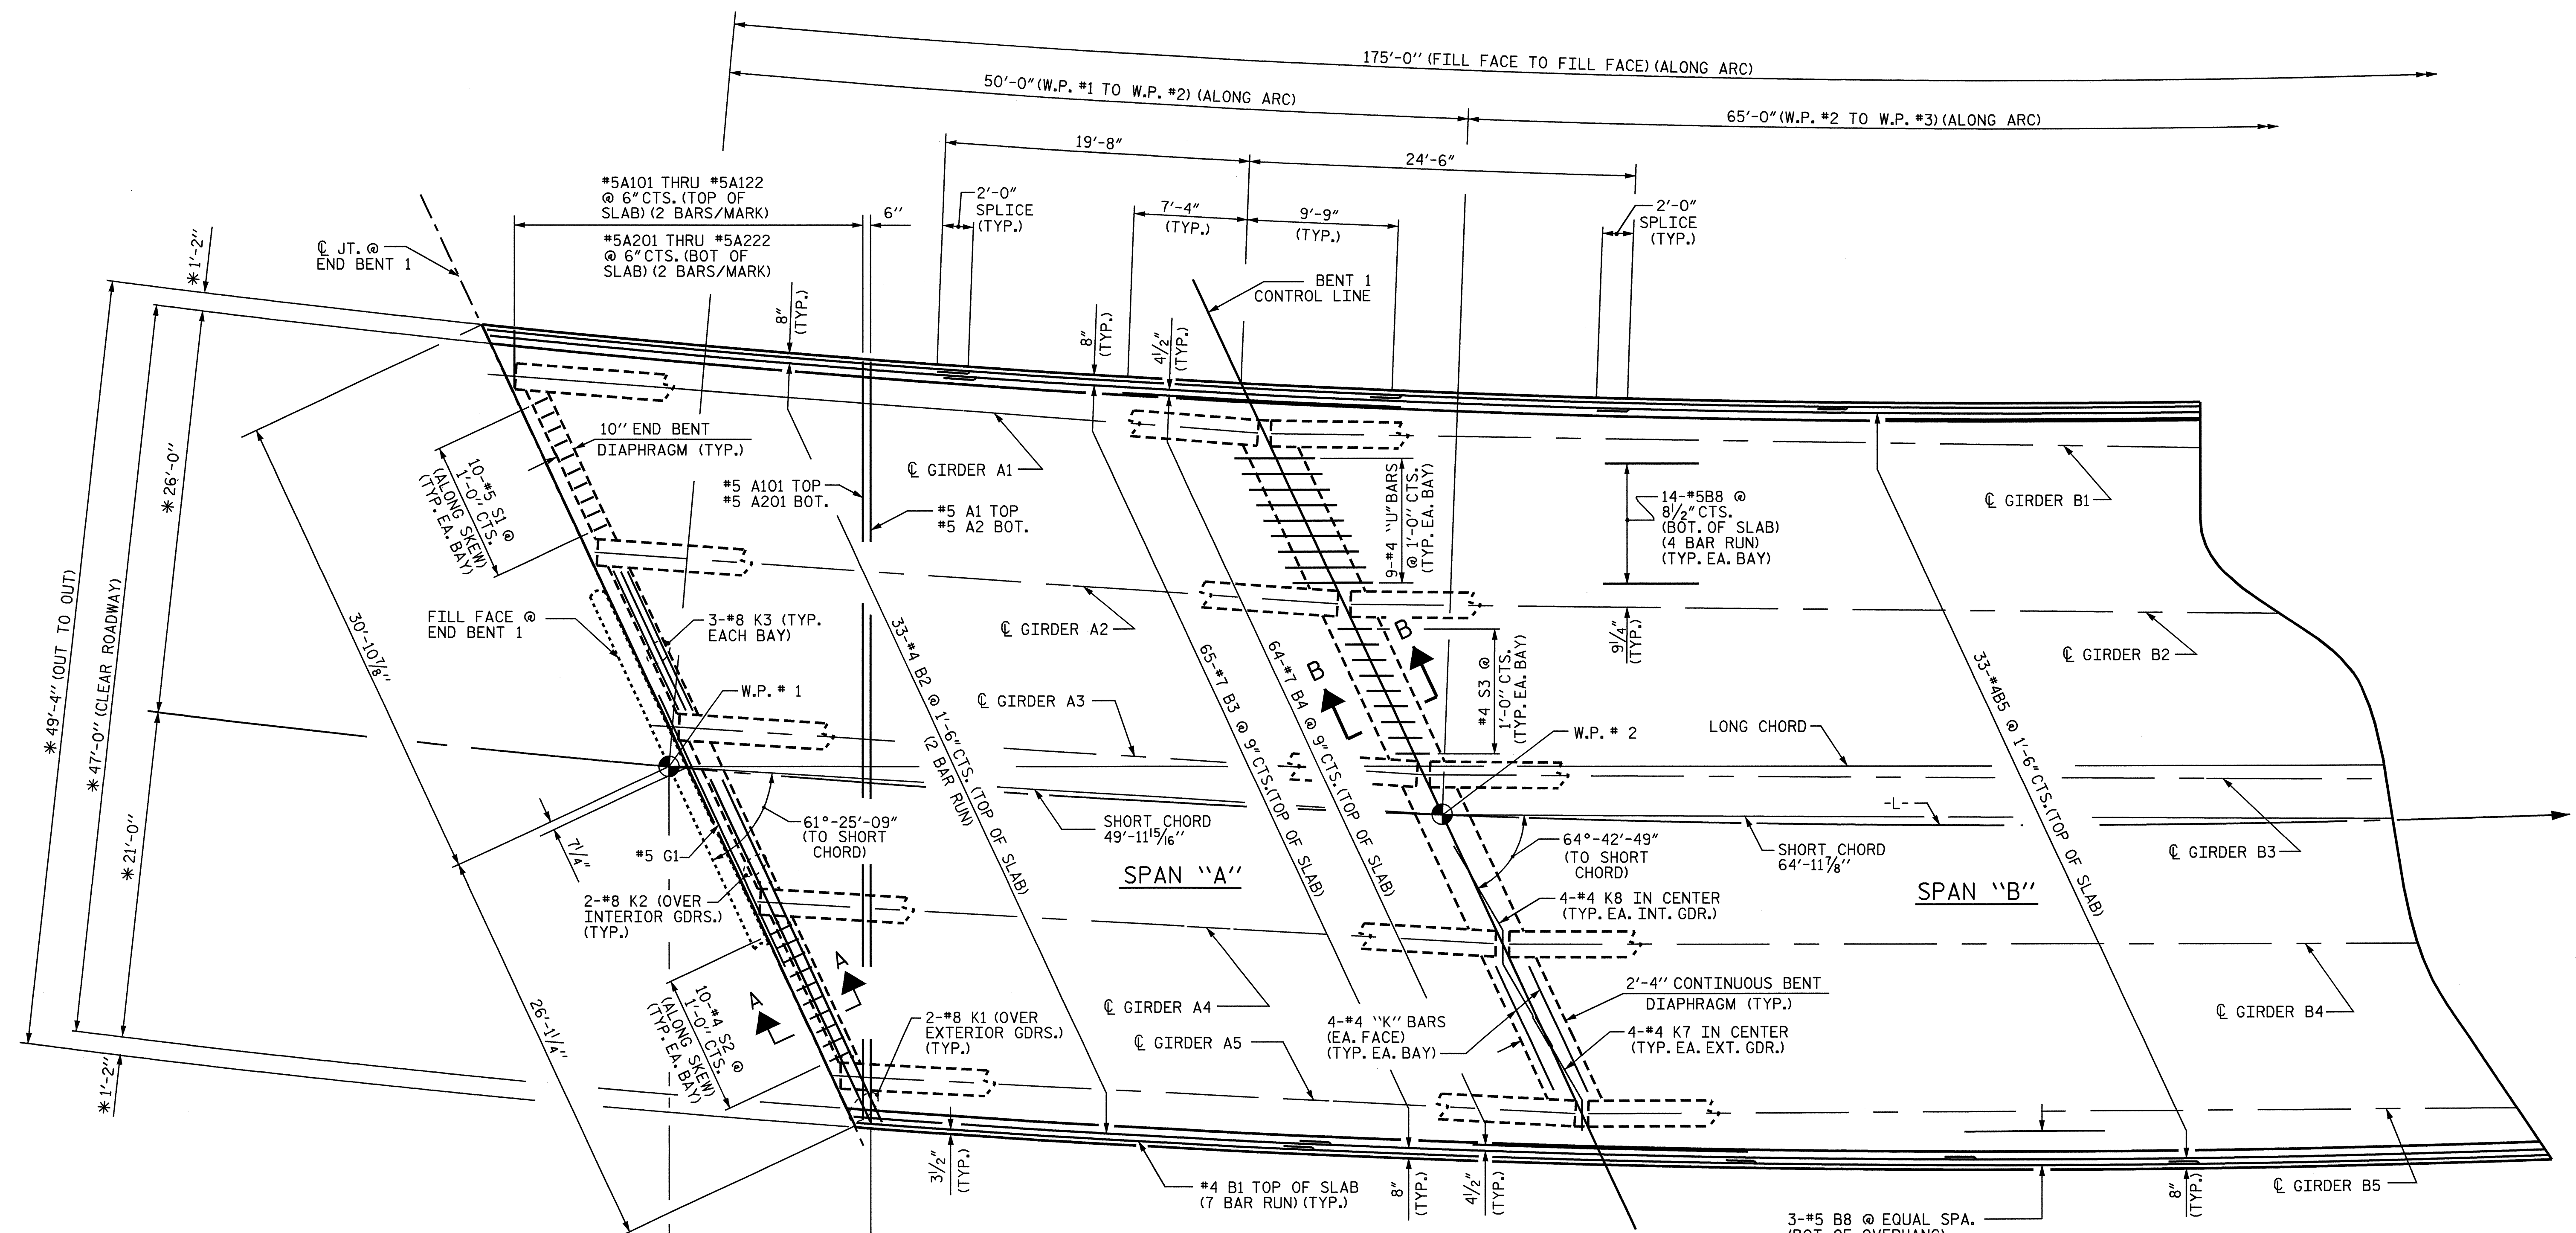 175'-0" (FILL FACE TO FILL FACE) (ALONG ARC)
50'-0" (W.P. #1 TO W.P. #2) (ALONG ARC)
65'-0" (W.P. #2 TO W.P. #3) (ALONG ARC)
19'-8"
24'-6"
#5A101 THRU #5A122
@ 6" CTS. (TOP OF
SLAB) (2 BARS/MARK)
6"
#5A201 THRU #5A222
@ 6" CTS. (BOT OF
SLAB) (2 BARS/MARK)
2'-0"
SPLICE
(TYP.)
7'-4"
(TYP.)
9'-9"
(TYP.)
2'-0"
SPLICE
(TYP.)
*1'-2"
℄ JT. @
END BENT 1
BENT 1
CONTROL LINE
8"
(TYP.)
8"
(TYP.)
4½"
(TYP.)
10" END BENT
DIAPHRAGM (TYP.)
10-#5 S1 @
1'-0" CTS.
(ALONG SKEW)
(TYP. EA. BAY)
℄ GIRDER A1
#5 A101 TOP
#5 A201 BOT.
#5 A1 TOP
#5 A2 BOT.
9-#4 "U" BARS
@ 1'-0" CTS.
(TYP. EA. BAY)
14-#5B8 @
8½" CTS.
(BOT. OF SLAB)
(4 BAR RUN)
(TYP. EA. BAY)
℄ GIRDER B1
*26'-0"
*49'-4" (OUT TO OUT)
*47'-0" (CLEAR ROADWAY)
*21'-0"
30'-10⅞"
FILL FACE @
END BENT 1
3-#8 K3 (TYP.
EACH BAY)
℄ GIRDER A2
9¼"
(TYP.)
℄ GIRDER B2
33-#4 B2 @ 1'-6" CTS. (TOP OF SLAB)
(2 BAR RUN)
65-#7 B3 @ 9" CTS. (TOP OF SLAB)
64-#7 B4 @ 9" CTS. (TOP OF SLAB)
B
B
#4 S3 @
1'-0" CTS.
(TYP. EA. BAY)
33-#4B5 @ 1'-6" CTS. (TOP OF SLAB)
W.P. # 1
℄ GIRDER A3
W.P. # 2
LONG CHORD
-L-
61°-25'-09"
(TO SHORT
CHORD)
SHORT CHORD
49'-11 15/16"
64°-42'-49"
(TO SHORT
CHORD)
SHORT CHORD
64'-11⅞"
℄ GIRDER B3
7¼"
#5 G1
SPAN "A"
SPAN "B"
2-#8 K2 (OVER
INTERIOR GDRS.)
(TYP.)
4-#4 K8 IN CENTER
(TYP. EA. INT. GDR.)
26'-1¼"
10-#4 S2 @
1'-0" CTS.
(ALONG SKEW)
(TYP. EA. BAY)
A
A
2-#8 K1 (OVER
EXTERIOR GDRS.)
(TYP.)
℄ GIRDER A4
℄ GIRDER A5
2'-4" CONTINUOUS BENT
DIAPHRAGM (TYP.)
℄ GIRDER B4
4-#4 "K" BARS
(EA. FACE)
(TYP. EA. BAY)
4-#4 K7 IN CENTER
(TYP. EA. EXT. GDR.)
*1'-2"
3½"
(TYP.)
#4 B1 TOP OF SLAB
(7 BAR RUN) (TYP.)
8"
(TYP.)
4½"
(TYP.)
8"
(TYP.)
℄ GIRDER B5
3-#5 B8 @ EQUAL SPA.
(BOT OF OVERHANG)